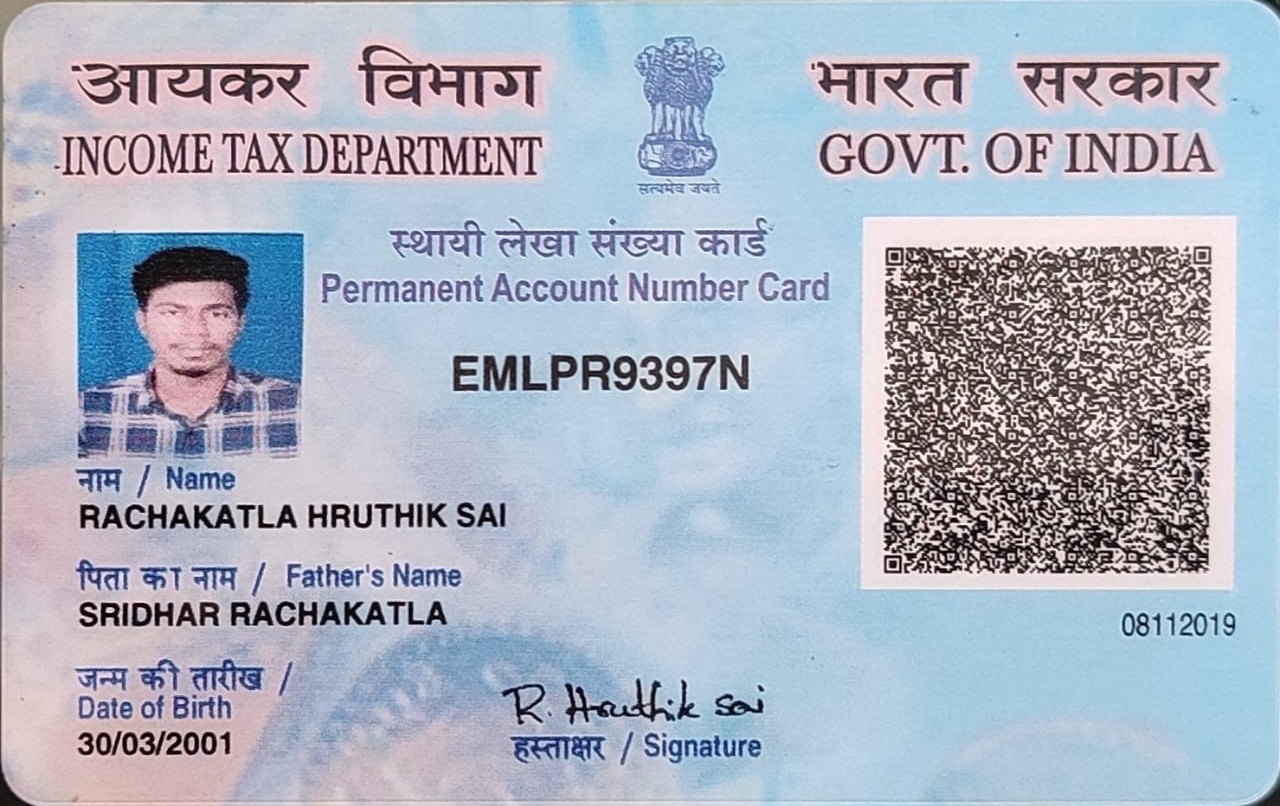 आयकर विभाग
INCOME TAX DEPARTMENT
सत्यमेव जयते
भारत सरकार
GOVT. OF INDIA
स्थायी लेखा संख्या कार्ड
Permanent Account Number Card
EMLPR9397N
नाम / Name
RACHAKATLA HRUTHIK SAI
पिता का नाम / Father's Name
SRIDHAR RACHAKATLA
08112019
जन्म की तारीख /
Date of Birth
30/03/2001
R. Hruthik sai
हस्ताक्षर / Signature